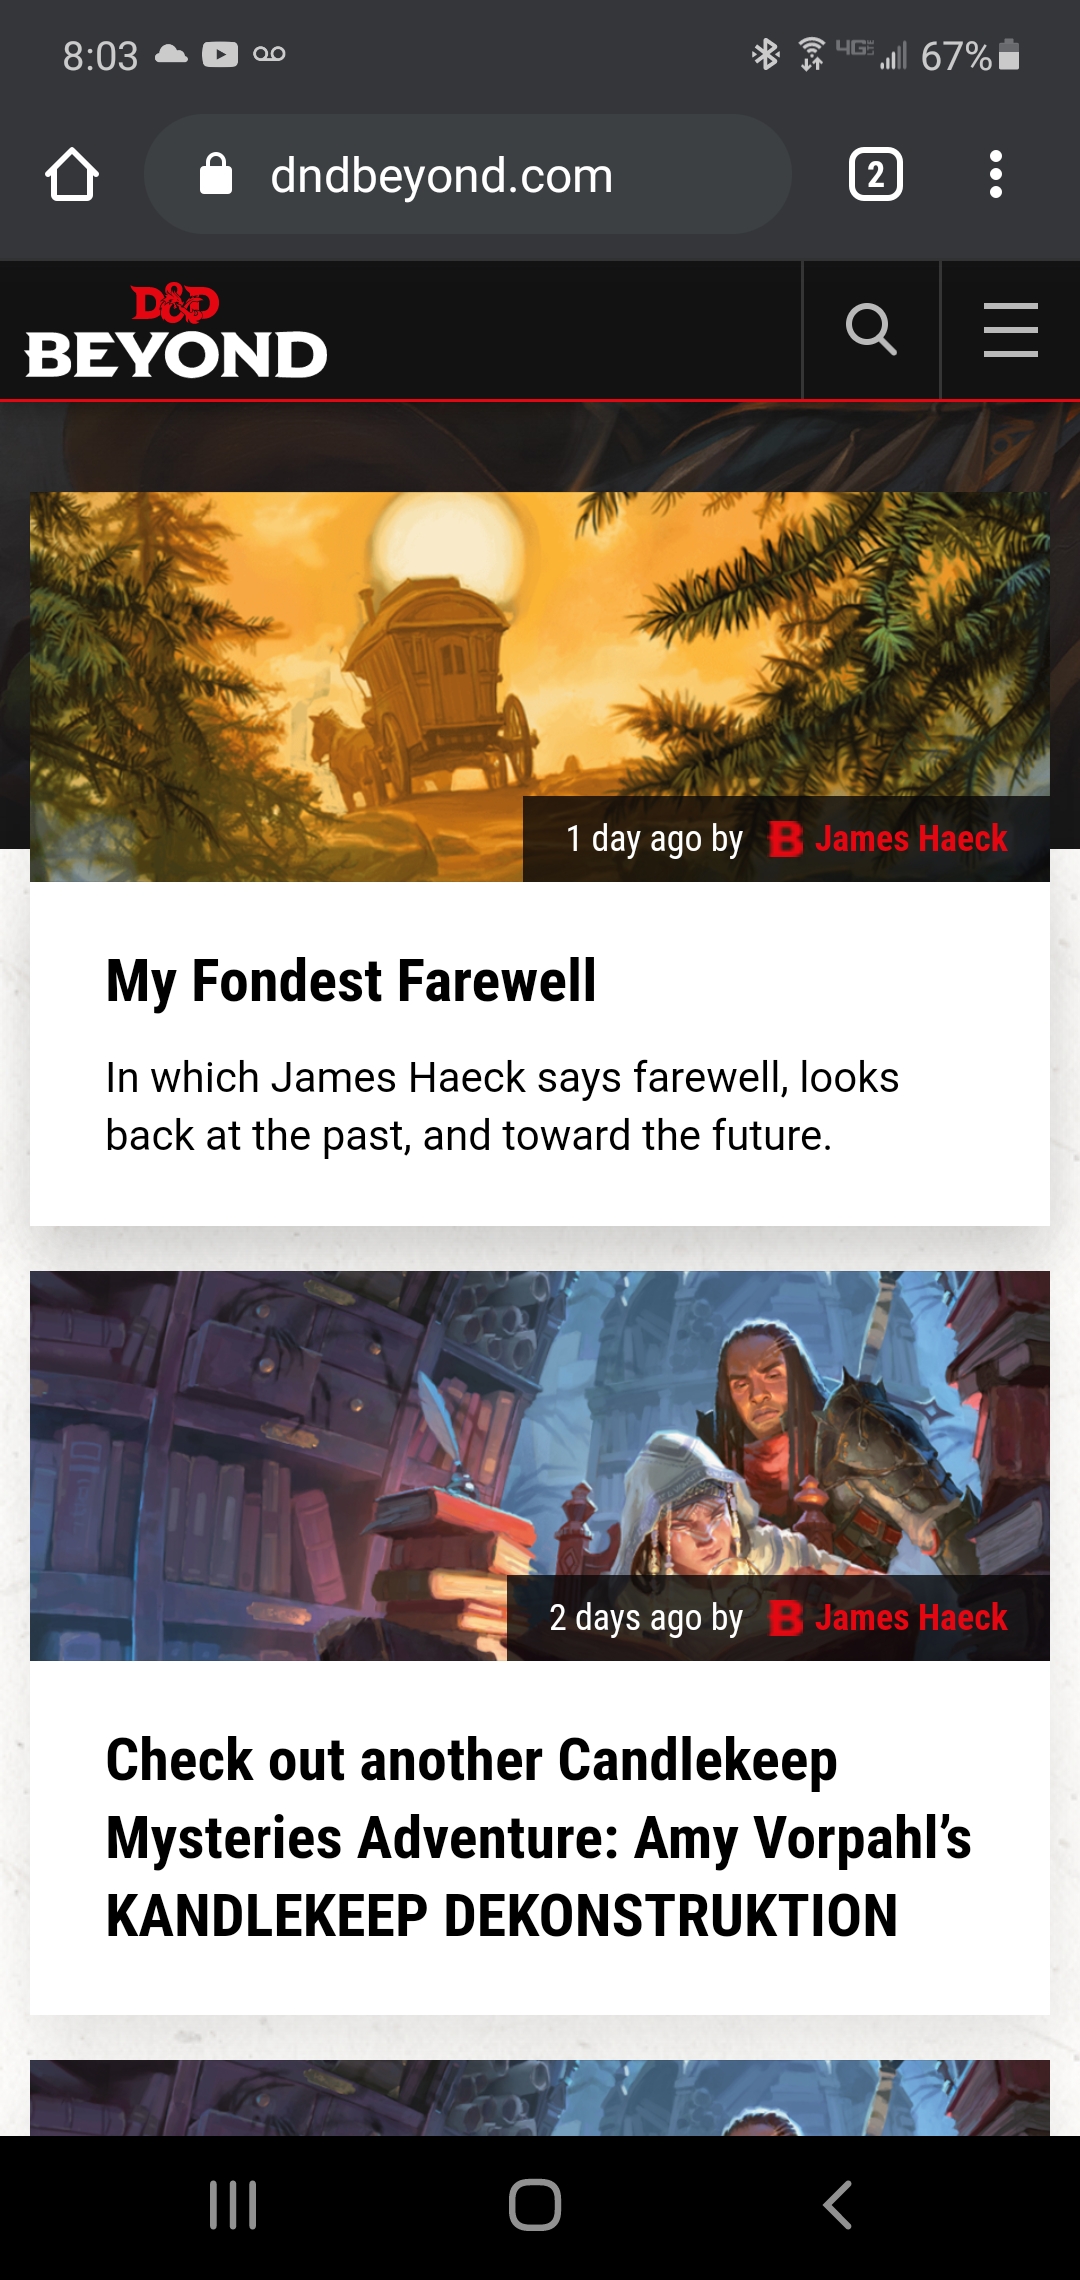 8:03
4G
67%
dndbeyond.com
2
D&D
BEYOND
1 day ago by B James Haeck
My Fondest Farewell
In which James Haeck says farewell, looks
back at the past, and toward the future.
2 days ago by B James Haeck
Check out another Candlekeep
Mysteries Adventure: Amy Vorpahl’s
KANDLEKEEP DEKONSTRUKTION